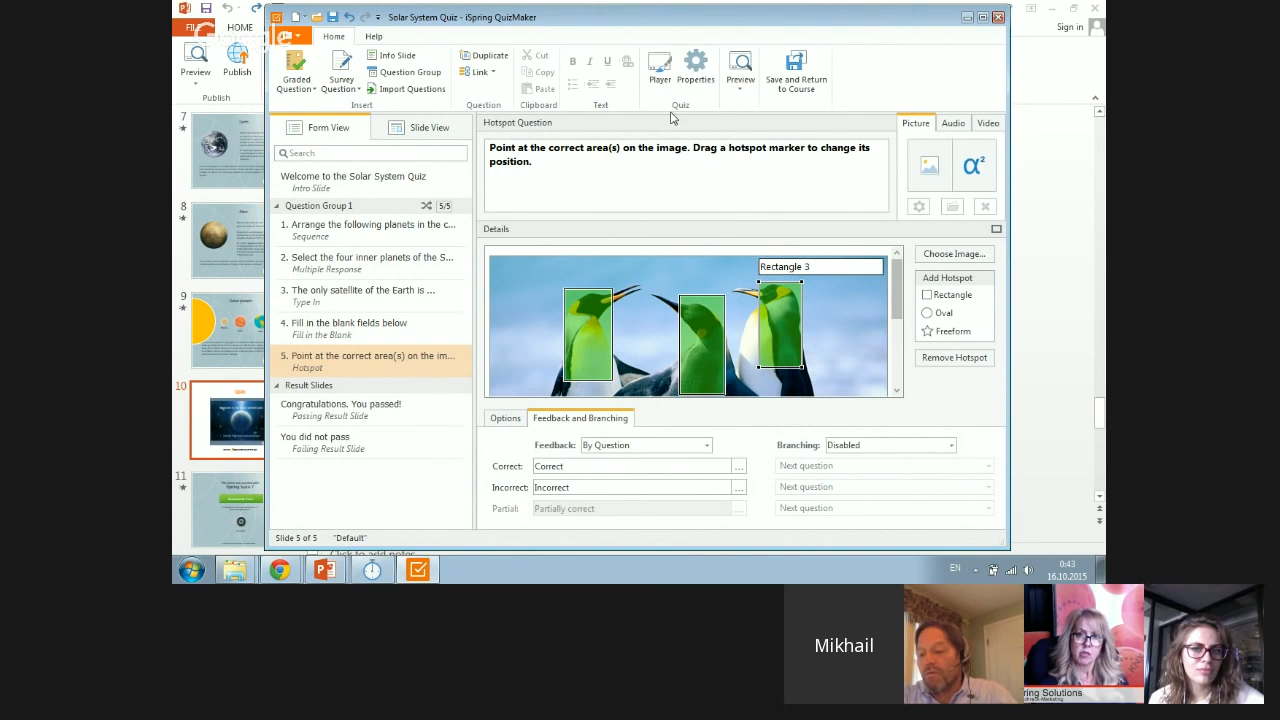 Solar System Quiz - iSpring QuizMaker
Sign in
FILE
HOME
Google
Home
Help
Preview
Publish
Publish
Graded Question
Survey Question
Info Slide
Question Group
Import Questions
Insert
Duplicate
Link
Question
Cut
Copy
Paste
Clipboard
B I U
Text
Player
Properties
Quiz
Preview
Save and Return to Course
Form View
Slide View
Search
Welcome to the Solar System Quiz
Intro Slide
Question Group 1
5/5
1. Arrange the following planets in the c...
Sequence
2. Select the four inner planets of the S...
Multiple Response
3. The only satellite of the Earth is ...
Type In
4. Fill in the blank fields below
Fill in the Blank
5. Point at the correct area(s) on the im...
Hotspot
Result Slides
Congratulations. You passed!
Passing Result Slide
You did not pass
Failing Result Slide
Hotspot Question
Point at the correct area(s) on the image. Drag a hotspot marker to change its
position.
Picture
Audio
Video
α²
Details
Rectangle 3
Choose Image...
Add Hotspot
Rectangle
Oval
Freeform
Remove Hotspot
Options
Feedback and Branching
Feedback: By Question
Branching: Disabled
Correct: Correct
Next question
Incorrect: Incorrect
Next question
Partial: Partially correct
Next question
Slide 5 of 5
"Default"
7
8
9
10
Quiz
11
Click to add notes
EN
0:43
16.10.2015
Mikhail
ring Solutions